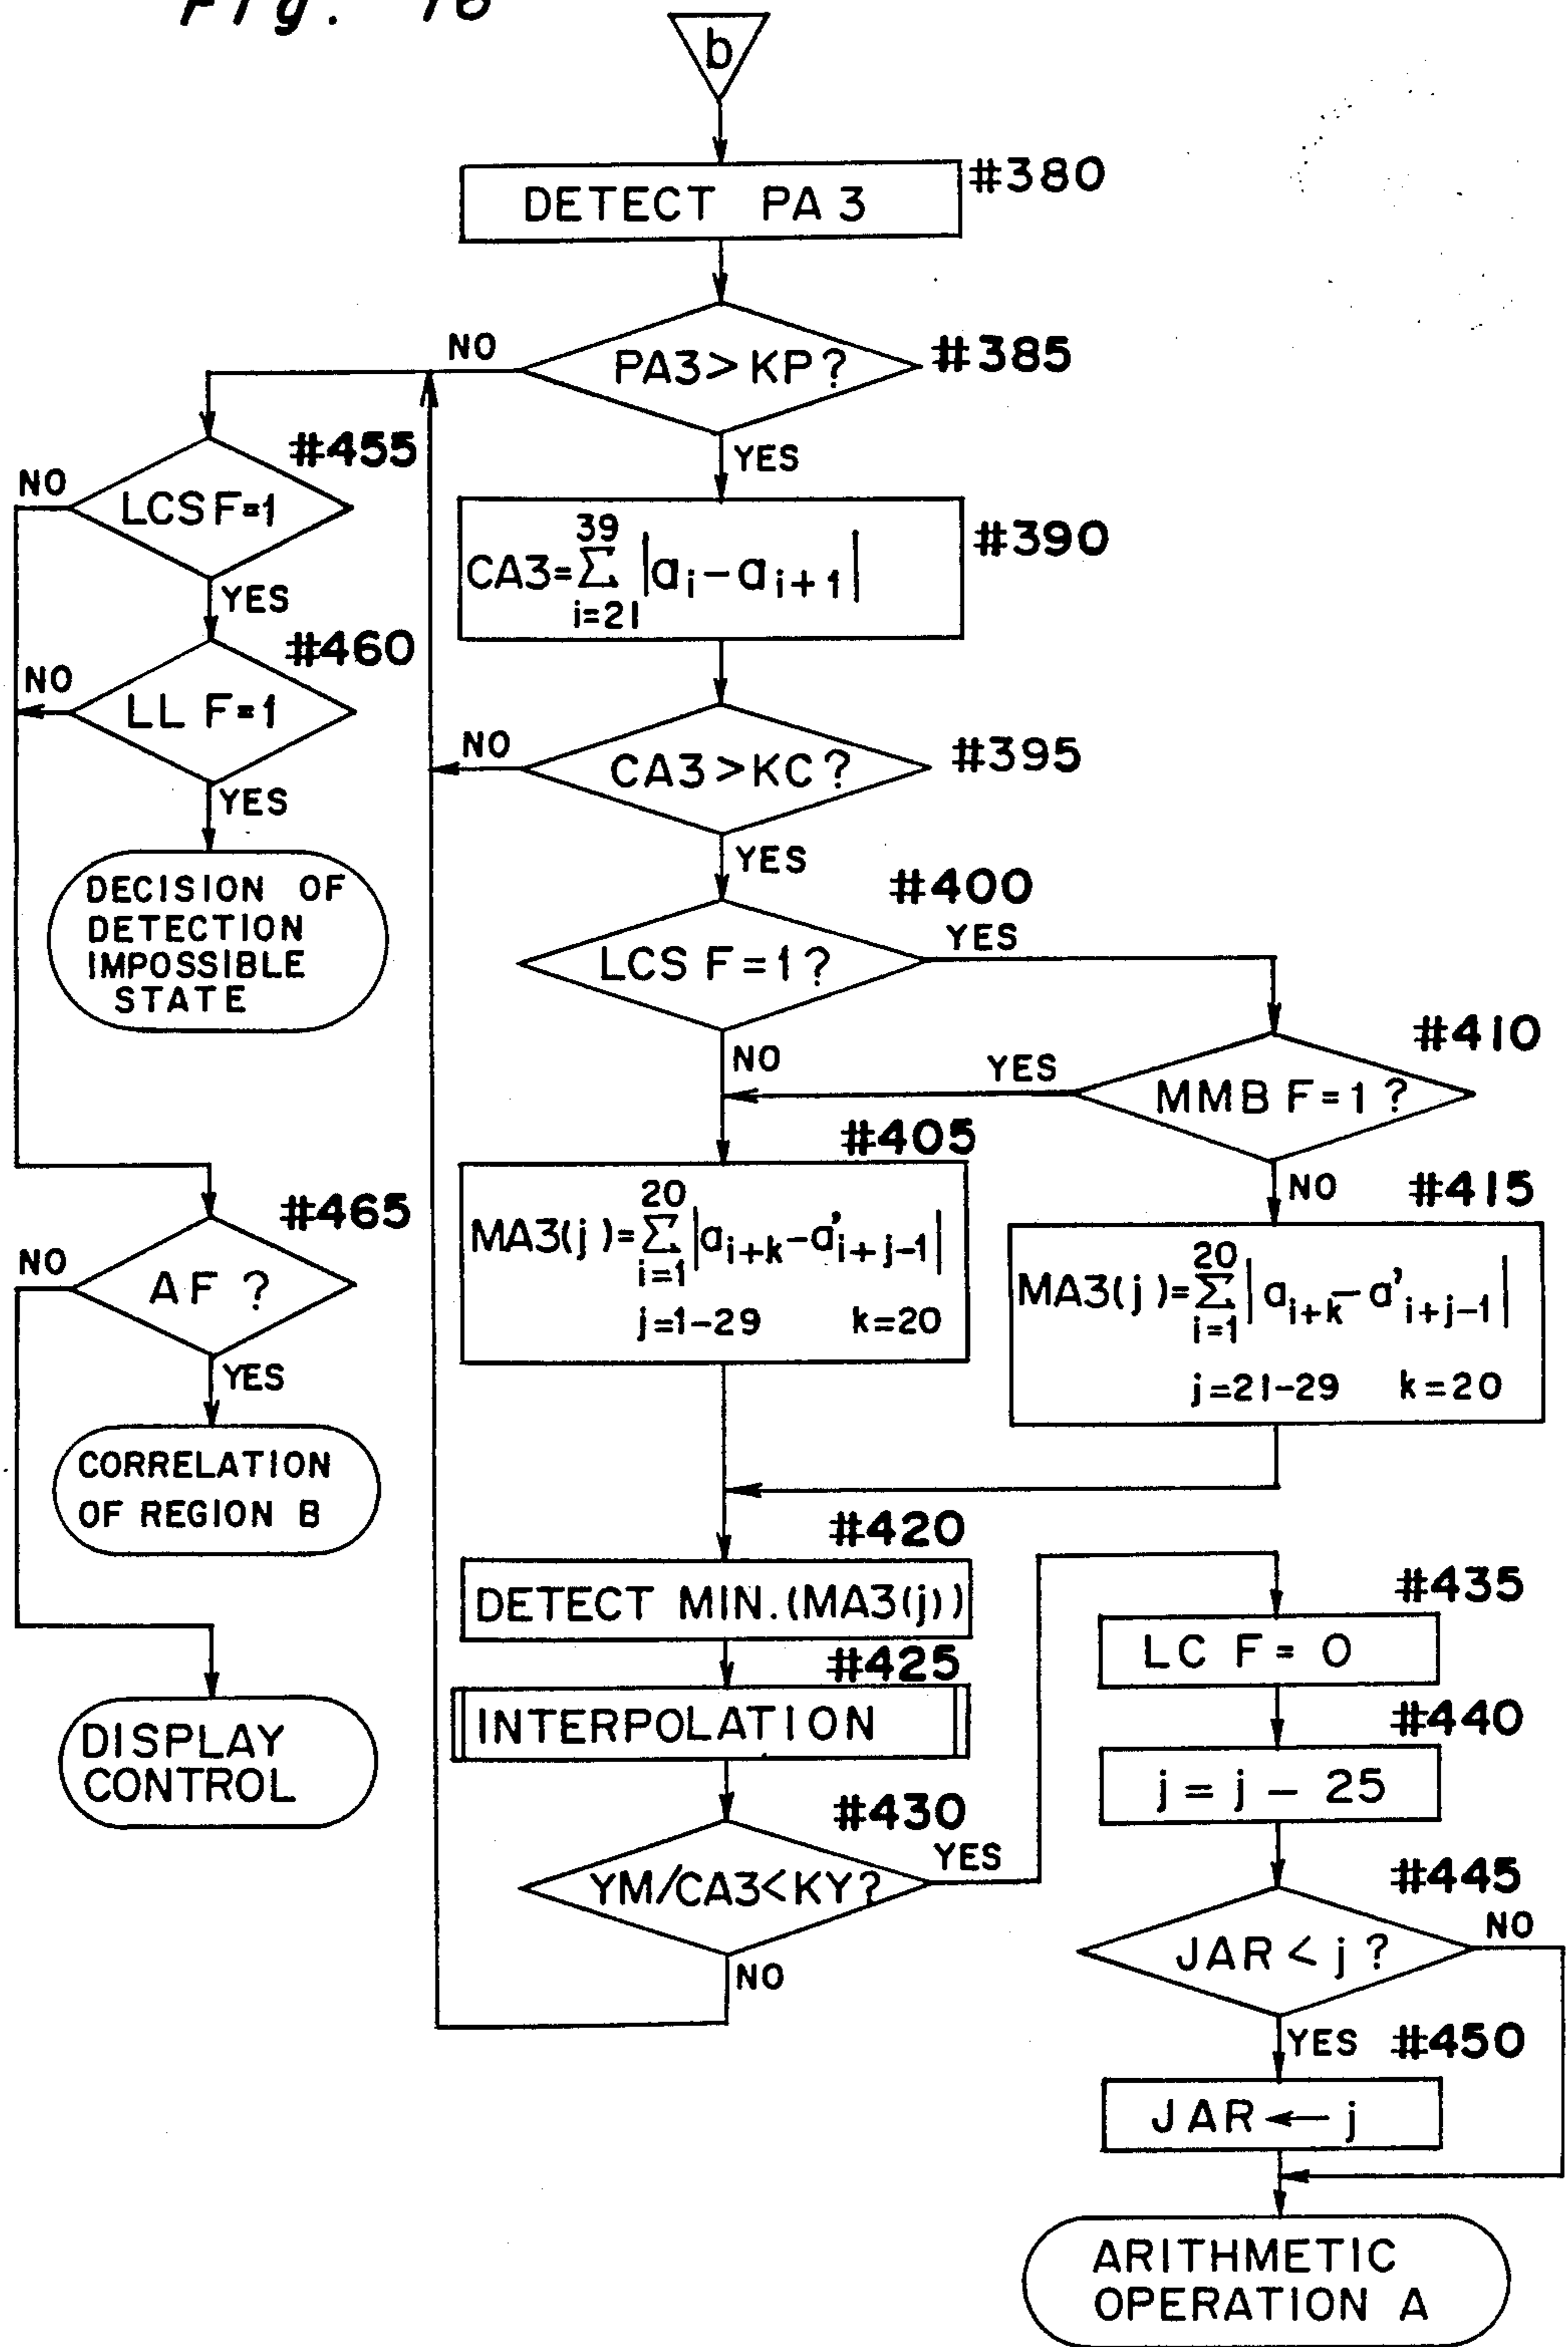 Fig. 16
b
#380
DETECT PA3
#385
PA3>KP?
NO
YES
#455
LCSF=1
NO
YES
#390
CA3=Σ|ai-ai+1|
39
i=21
#460
LL F=1
NO
YES
#395
CA3>KC?
NO
YES
DECISION OF
DETECTION
IMPOSSIBLE
STATE
#400
LCS F=1?
YES
NO
#410
MMB F=1?
YES
NO
#405
20
MA3(j)=Σ|ai+k-a'i+j-1|
i=1
j=1-29 k=20
#415
20
MA3(j)=Σ|ai+k-a'i+j-1|
i=1
j=21-29 k=20
#465
AF ?
NO
YES
CORRELATION
OF REGION B
DISPLAY
CONTROL
#420
DETECT MIN.(MA3(j))
#425
INTERPOLATION
#430
YM/CA3<KY?
YES
NO
#435
LC F = 0
#440
j = j - 25
#445
JAR < j ?
NO
YES
#450
JAR ← j
ARITHMETIC
OPERATION A